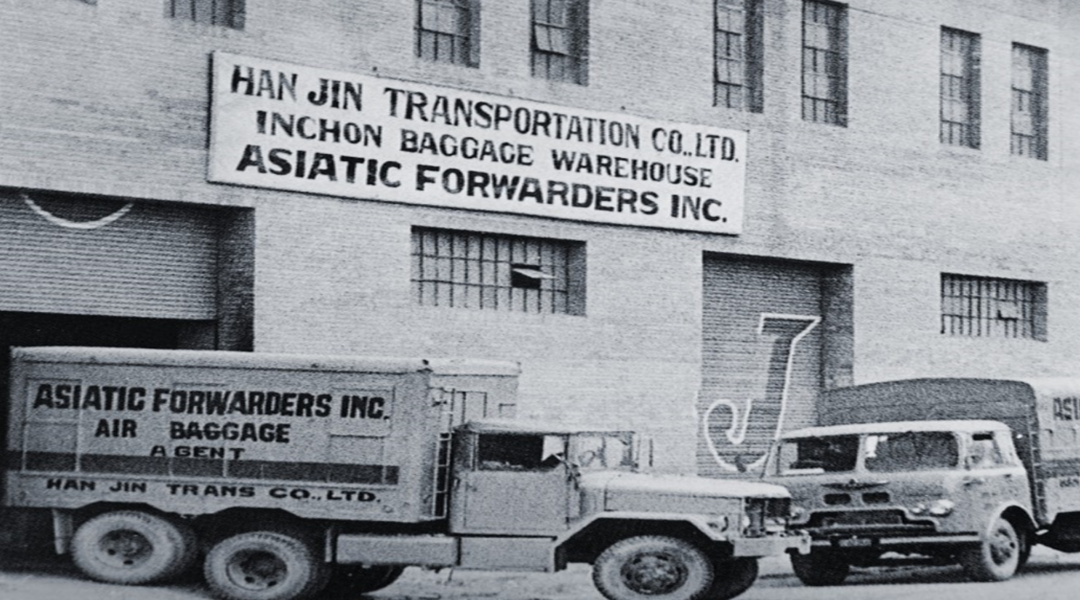 HAN JIN TRANSPORTATION CO.,LTD.
INCHON BAGGAGE WAREHOUSE
ASIATIC FORWARDERS INC.
J
ASIATIC FORWARDERS INC.
AIR BAGGAGE
AGENT
HAN JIN TRANS CO.,LTD.